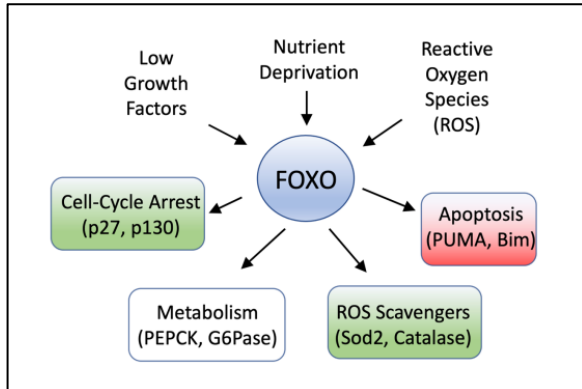 Low
Growth
Factors
Nutrient
Deprivation
Reactive
Oxygen
Species
(ROS)
FOXO
Cell-Cycle Arrest
(p27, p130)
Apoptosis
(PUMA, Bim)
Metabolism
(PEPCK, G6Pase)
ROS Scavengers
(Sod2, Catalase)